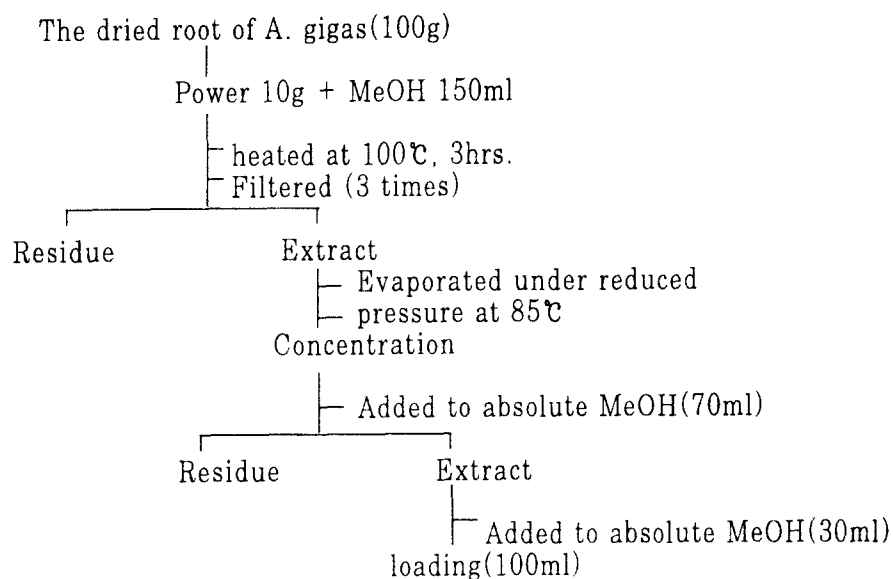 The dried root of A. gigas(100g)
Power 10g + MeOH 150ml
heated at 100℃, 3hrs.
Filtered (3 times)
Residue
Extract
Evaporated under reduced
pressure at 85℃
Concentration
Added to absolute MeOH(70ml)
Residue
Extract
Added to absolute MeOH(30ml)
loading(100ml)